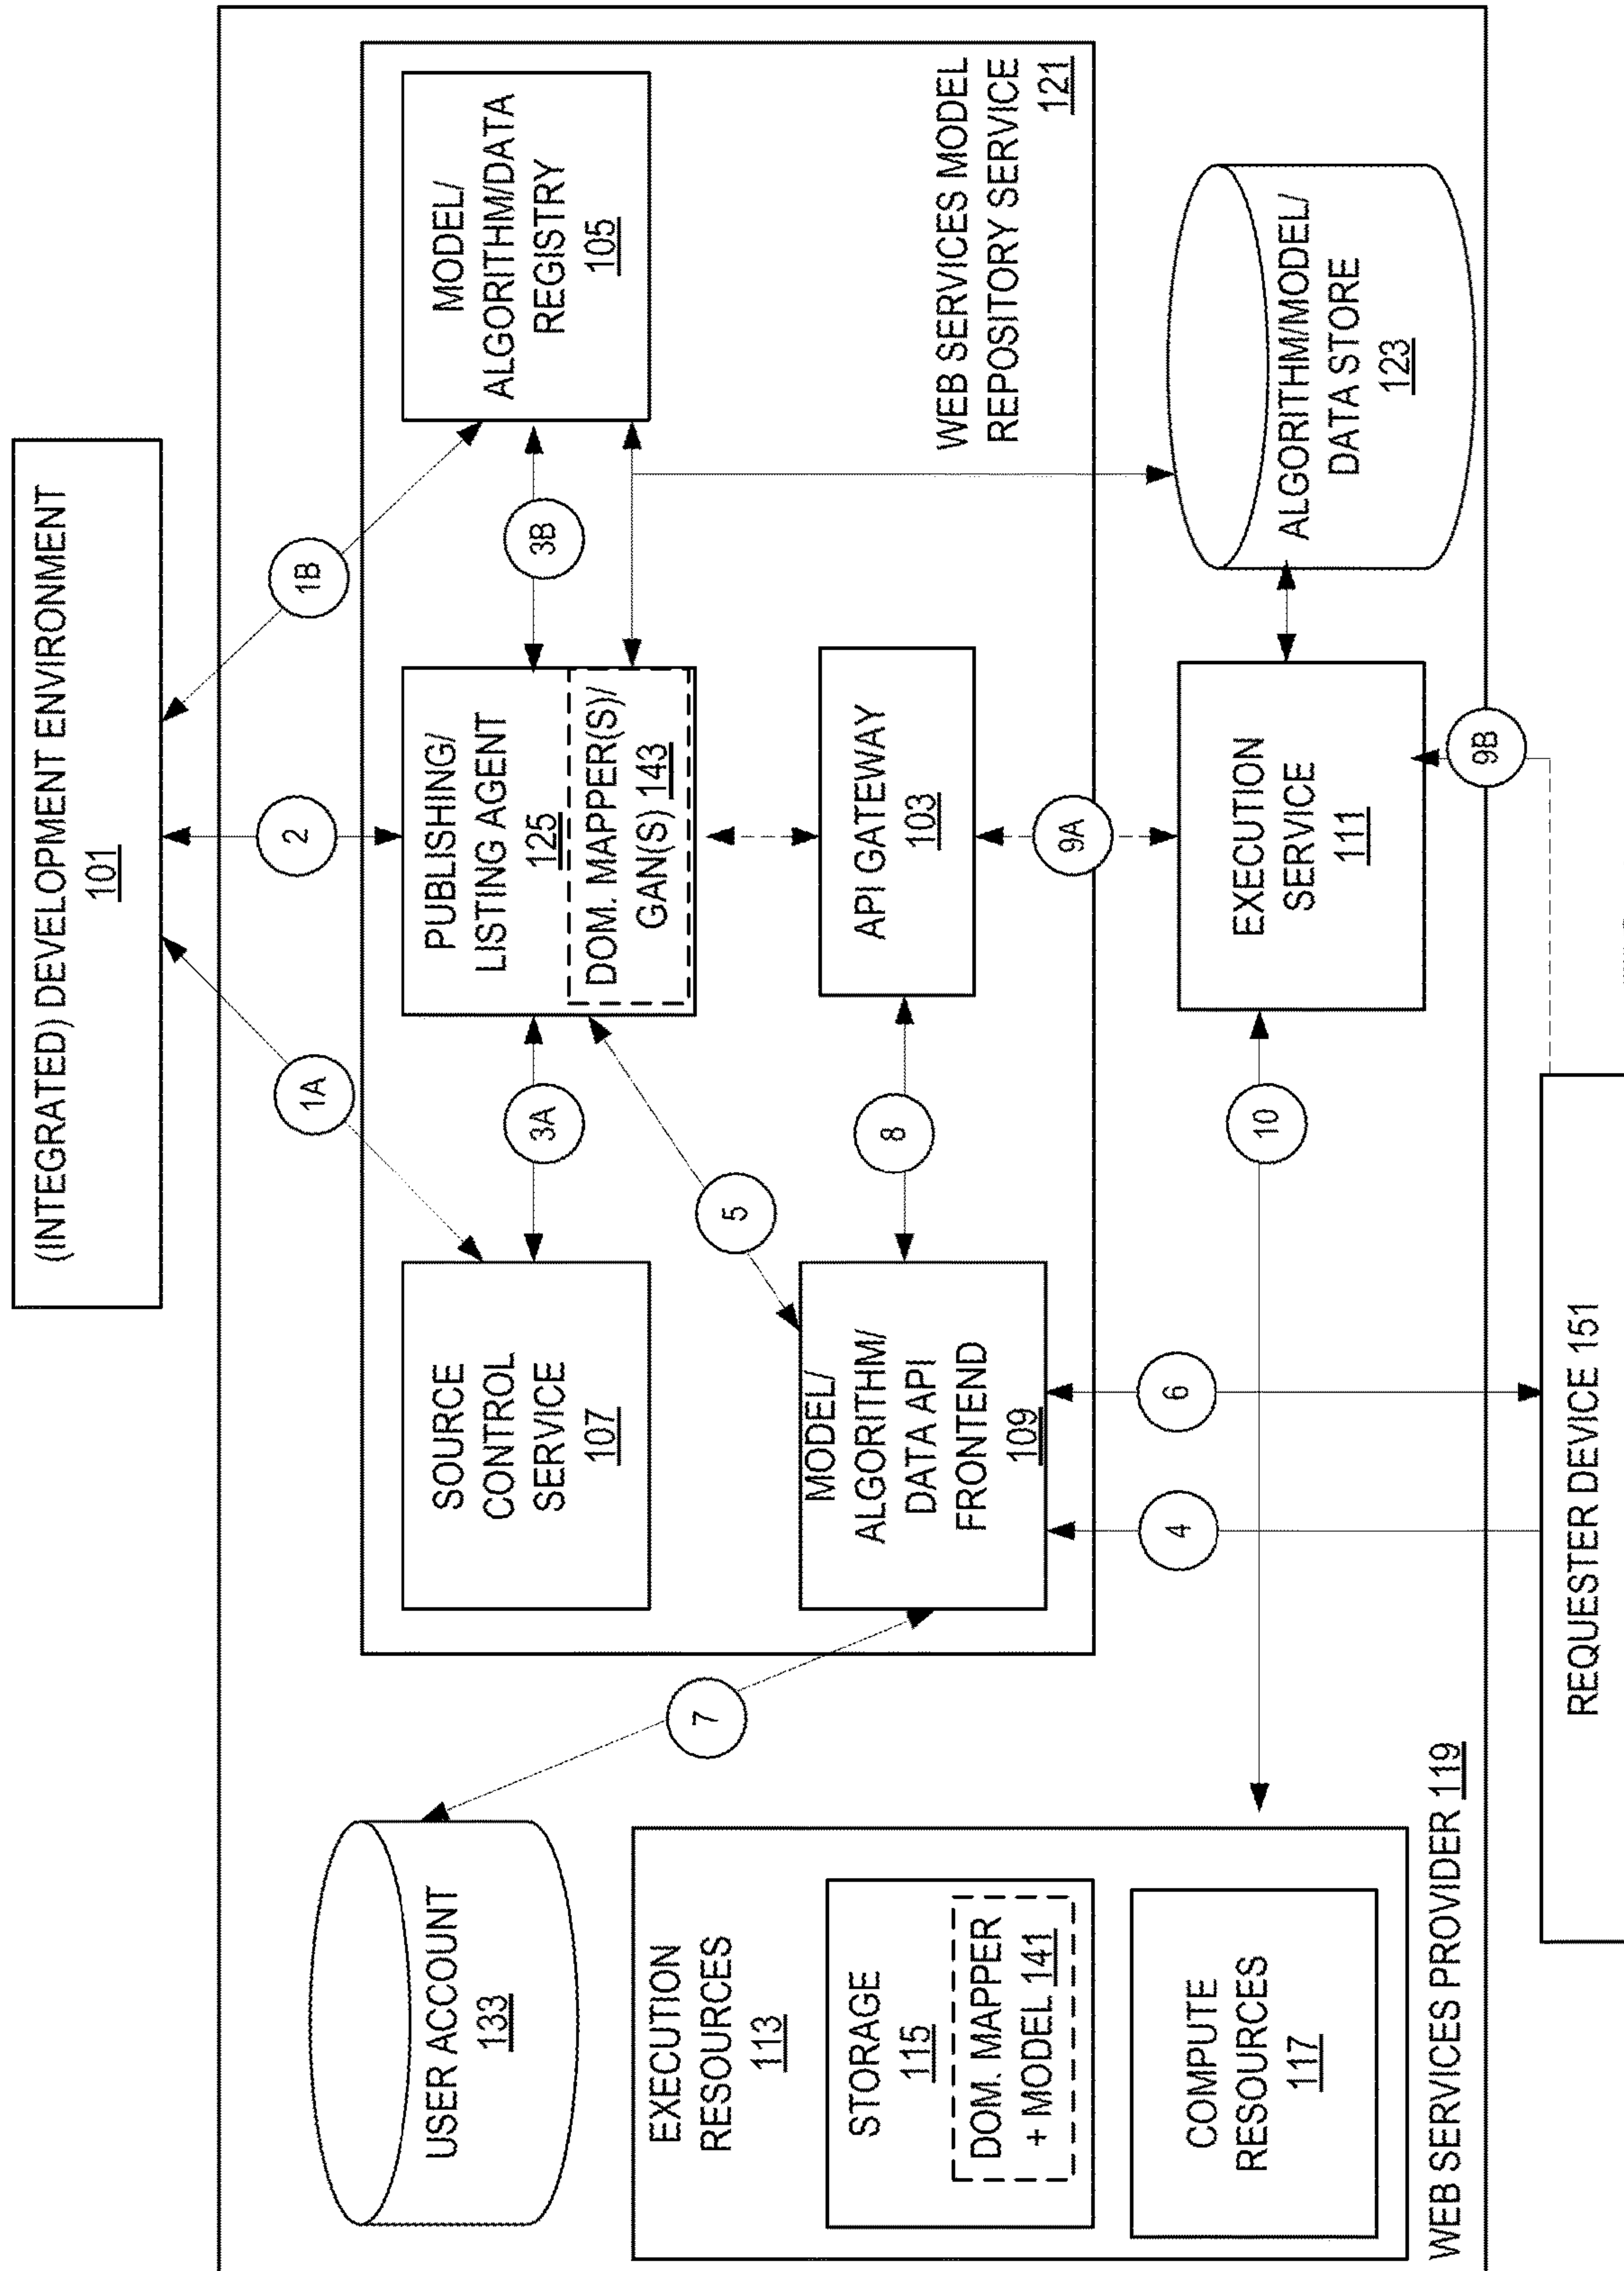 (INTEGRATED) DEVELOPMENT ENVIRONMENT
101
1A
2
1B
USER ACCOUNT
133
7
SOURCE
CONTROL
SERVICE
107
3A
PUBLISHING/
LISTING AGENT
125
DOM. MAPPER(S)/
GAN(S) 143
3B
MODEL/
ALGORITHM/DATA
REGISTRY
105
5
MODEL/
ALGORITHM/
DATA API
FRONTEND
109
8
API GATEWAY
103
WEB SERVICES MODEL
REPOSITORY SERVICE
121
EXECUTION
RESOURCES
113
STORAGE
115
DOM. MAPPER
+ MODEL 141
COMPUTE
RESOURCES
117
4
6
9A
10
EXECUTION
SERVICE
111
ALGORITHM/MODEL/
DATA STORE
123
WEB SERVICES PROVIDER 119
9B
REQUESTER DEVICE 151